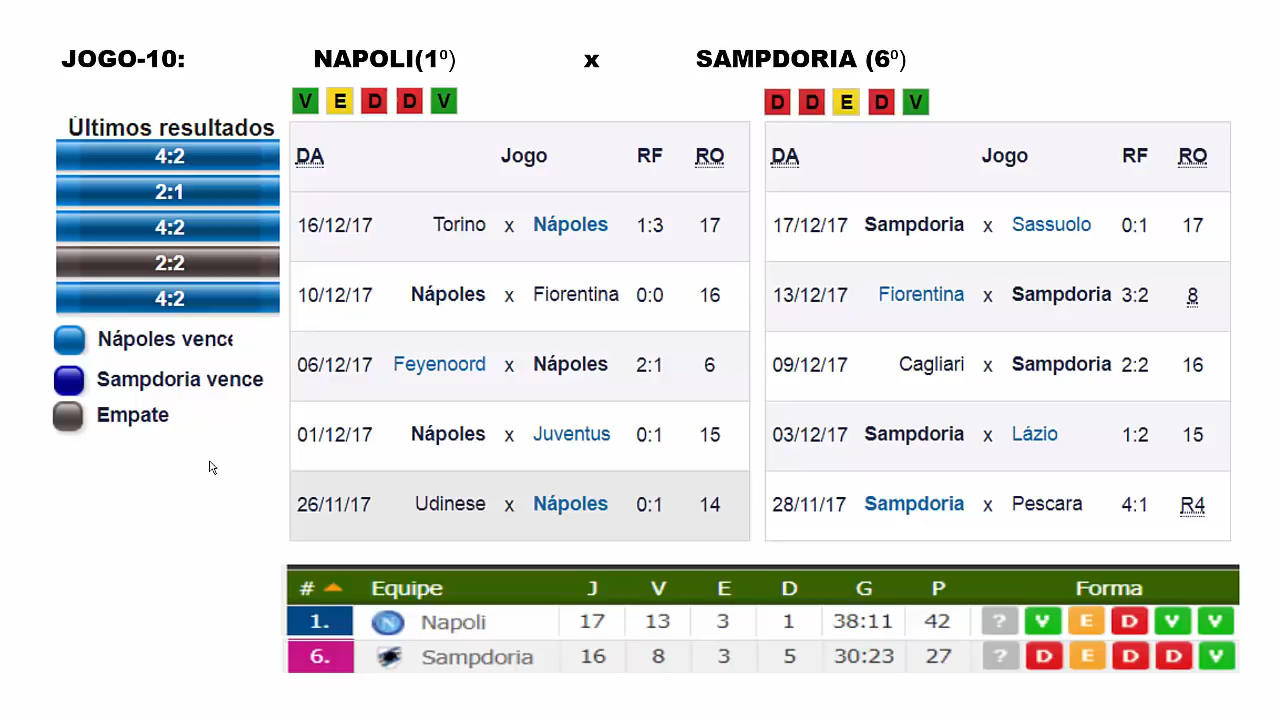 JOGO-10: NAPOLI(1º) x SAMPDORIA (6º)
V E D D V
D D E D V
Últimos resultados
4:2
2:1
4:2
2:2
4:2
Nápoles vence
Sampdoria vence
Empate
DA Jogo RF RO
16/12/17 Torino x Nápoles 1:3 17
10/12/17 Nápoles x Fiorentina 0:0 16
06/12/17 Feyenoord x Nápoles 2:1 6
01/12/17 Nápoles x Juventus 0:1 15
26/11/17 Udinese x Nápoles 0:1 14
DA Jogo RF RO
17/12/17 Sampdoria x Sassuolo 0:1 17
13/12/17 Fiorentina x Sampdoria 3:2 8
09/12/17 Cagliari x Sampdoria 2:2 16
03/12/17 Sampdoria x Lázio 1:2 15
28/11/17 Sampdoria x Pescara 4:1 R4
# Equipe J V E D G P Forma
1. Napoli 17 13 3 1 38:11 42 ? V E D V V
6. Sampdoria 16 8 3 5 30:23 27 ? D E D D V